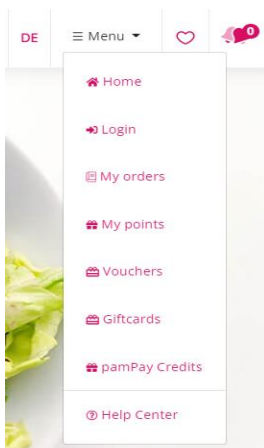 DE
Menu
0
Home
Login
My orders
My points
Vouchers
Giftcards
pamPay Credits
Help Center